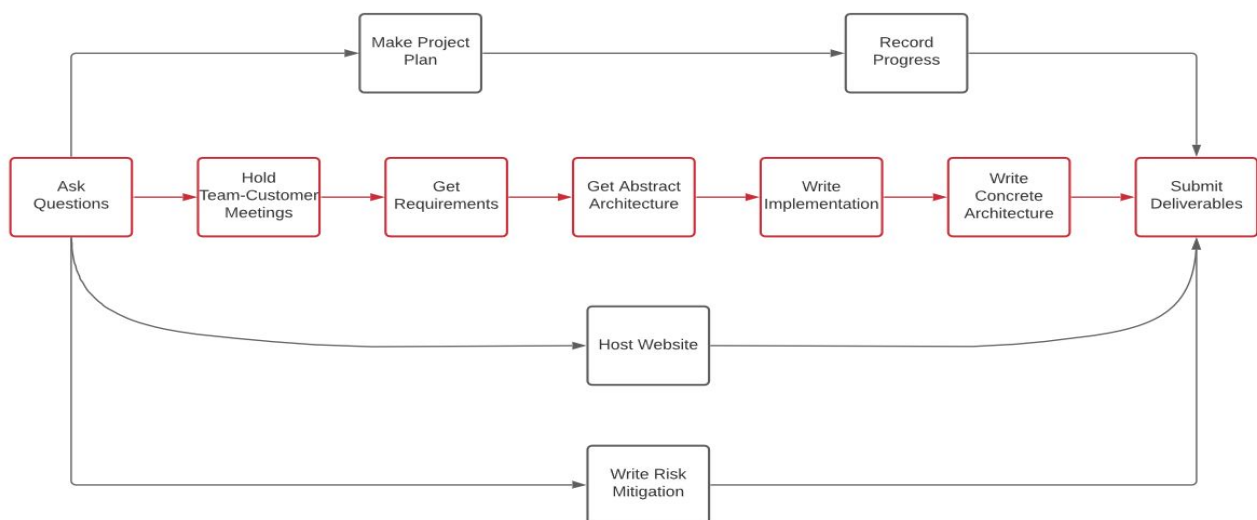 Make Project
Plan
Record
Progress
Ask
Questions
Hold
Team-Customer
Meetings
Get
Requirements
Get Abstract
Architecture
Write
Implementation
Write
Concrete
Architecture
Submit
Deliverables
Host Website
Write Risk
Mitigation